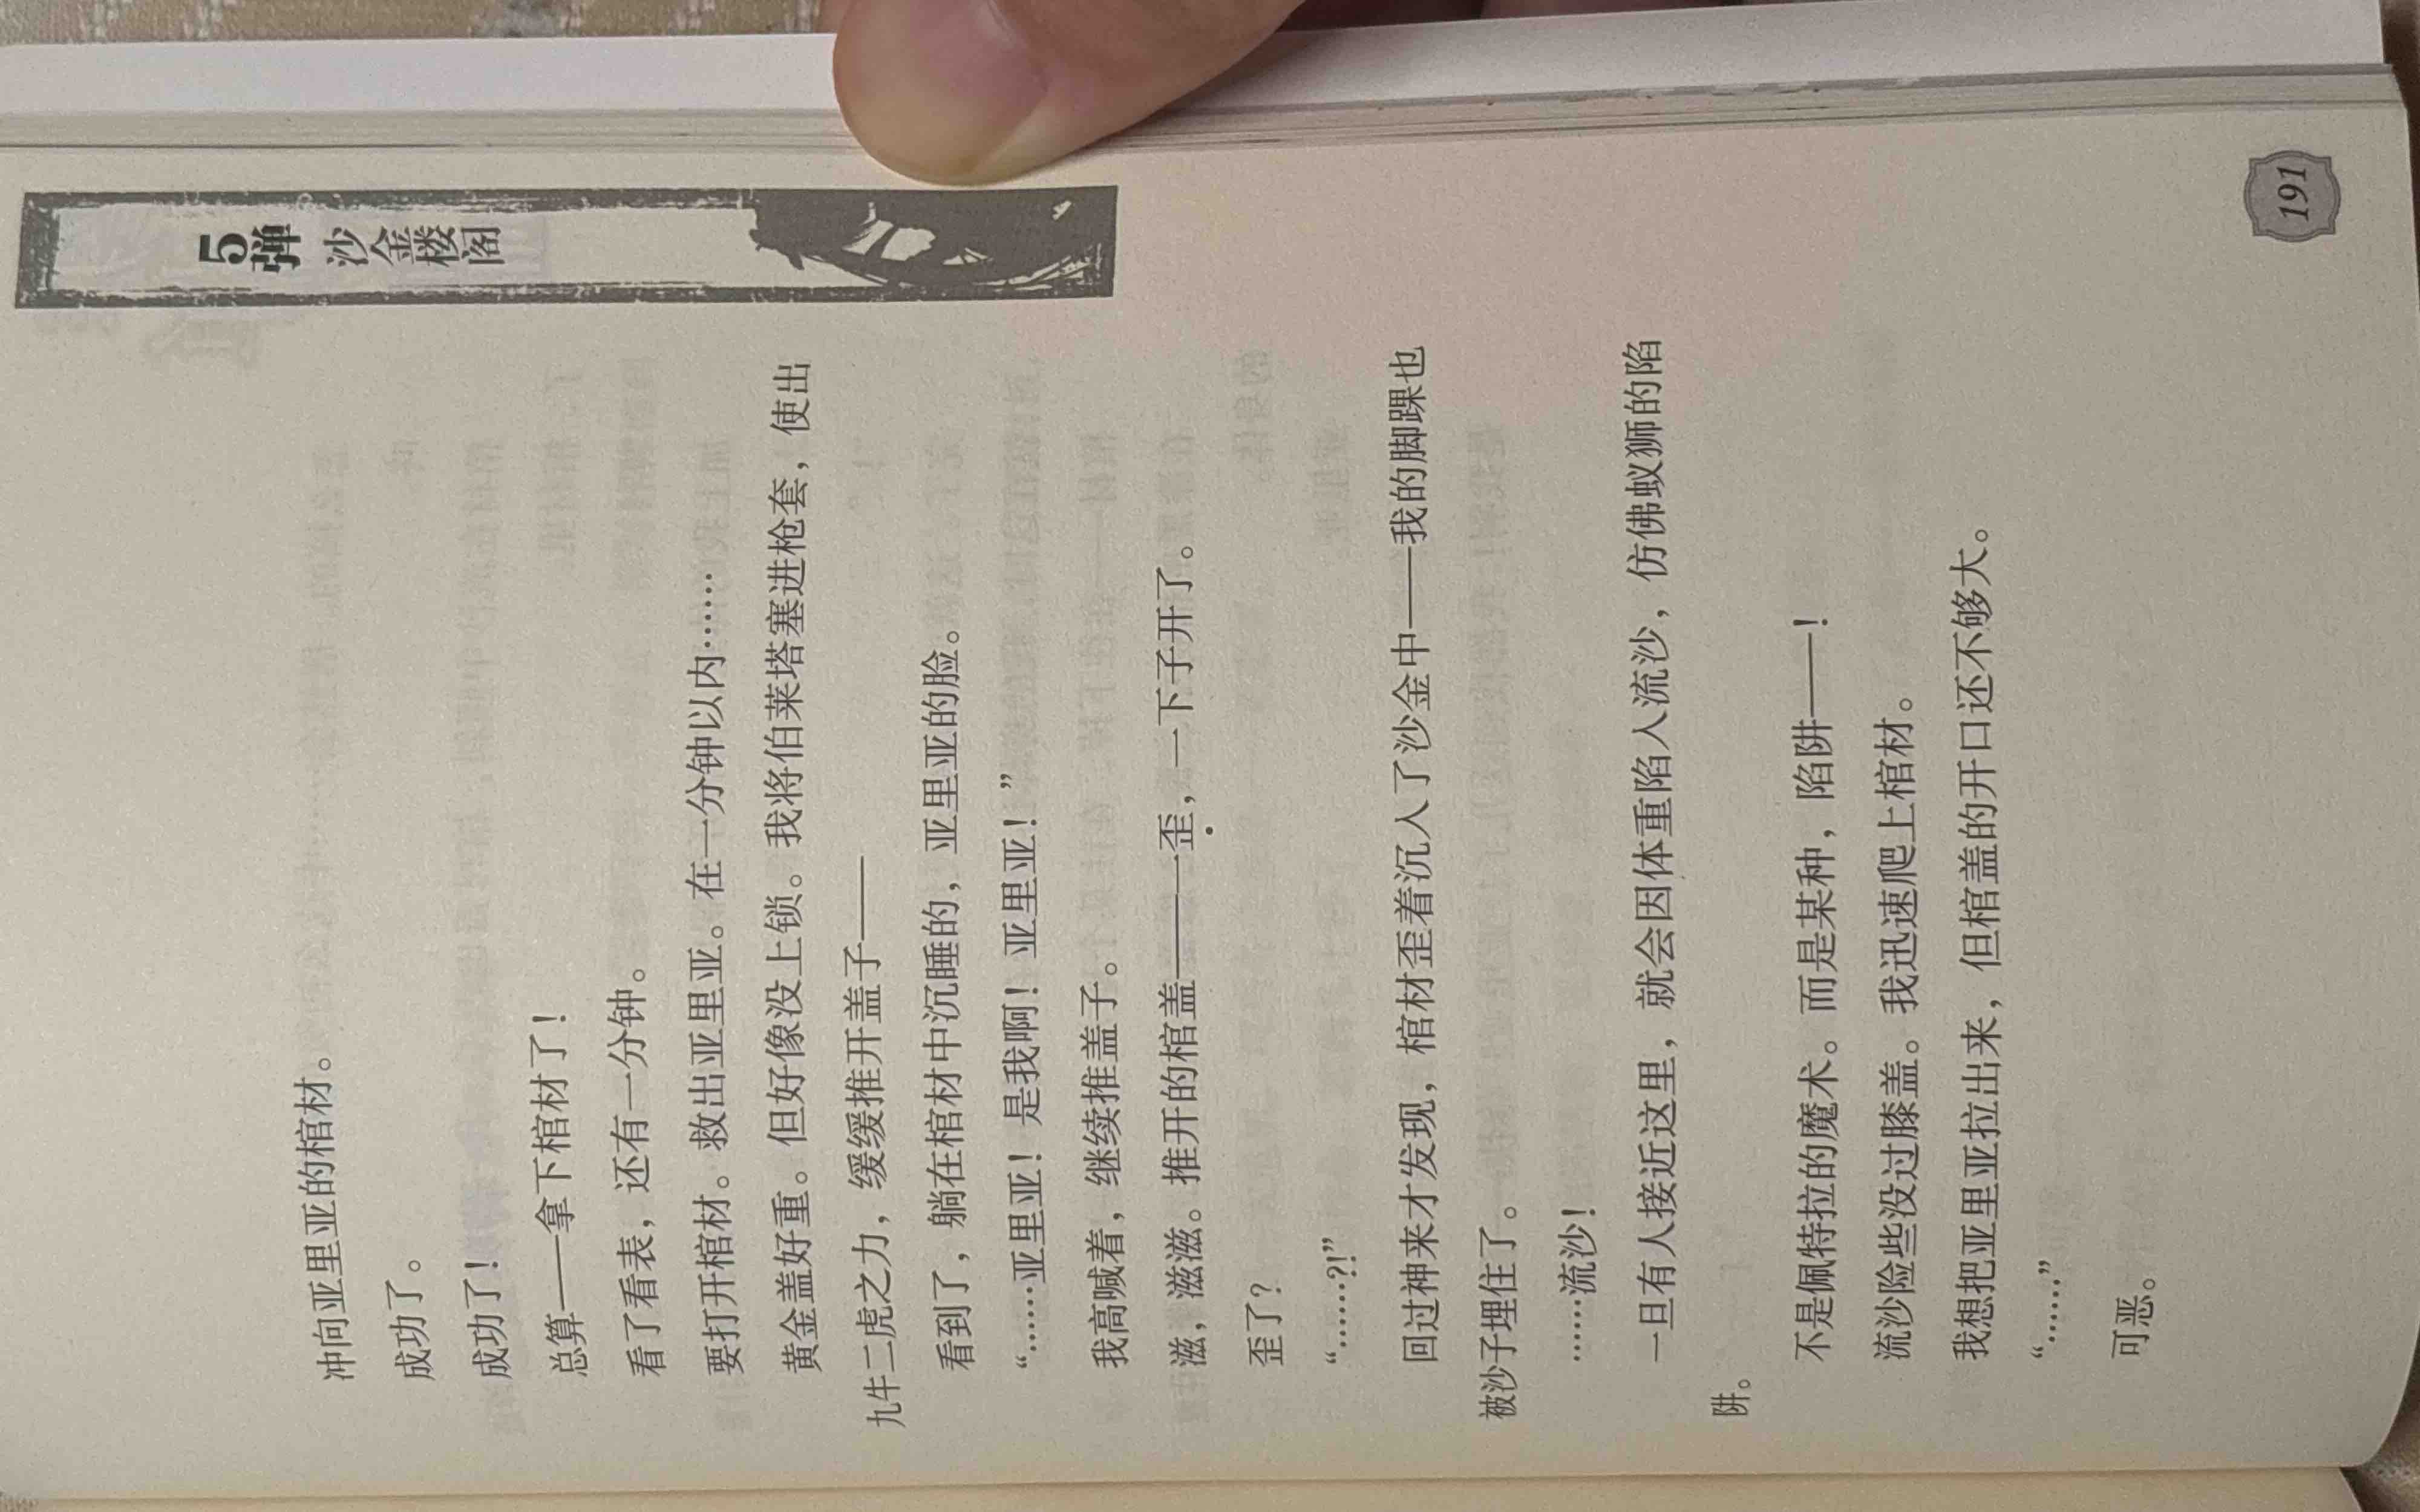 5弹 沙金楼阁
冲向亚里亚的棺材。
成功了。
成功了！
总算——拿下棺材了！
看了看表，还有一分钟。
要打开棺材。救出亚里亚。在一分钟以内……
黄金盖好重。但好像没上锁。我将伯莱塔塞进枪套，使出
九牛二虎之力，缓缓推开盖子——
看到了，躺在棺材中沉睡的，亚里亚的脸。
“……亚里亚！是我啊！亚里亚！”
我高喊着，继续推盖子。
滋，滋滋。推开的棺盖——一歪，一下子开了。
歪了？
“……?!”
回过神来才发现，棺材歪着沉入了沙金中——我的脚踝也
被沙子埋住了。
……流沙！
一旦有人接近这里，就会因体重陷入流沙，仿佛蚁狮的陷
阱。
不是佩特拉的魔术。而是某种，陷阱——！
流沙险些没过膝盖。我迅速爬上棺材。
我想把亚里亚拉出来，但棺盖的开口还不够大。
“……”
可恶。
191